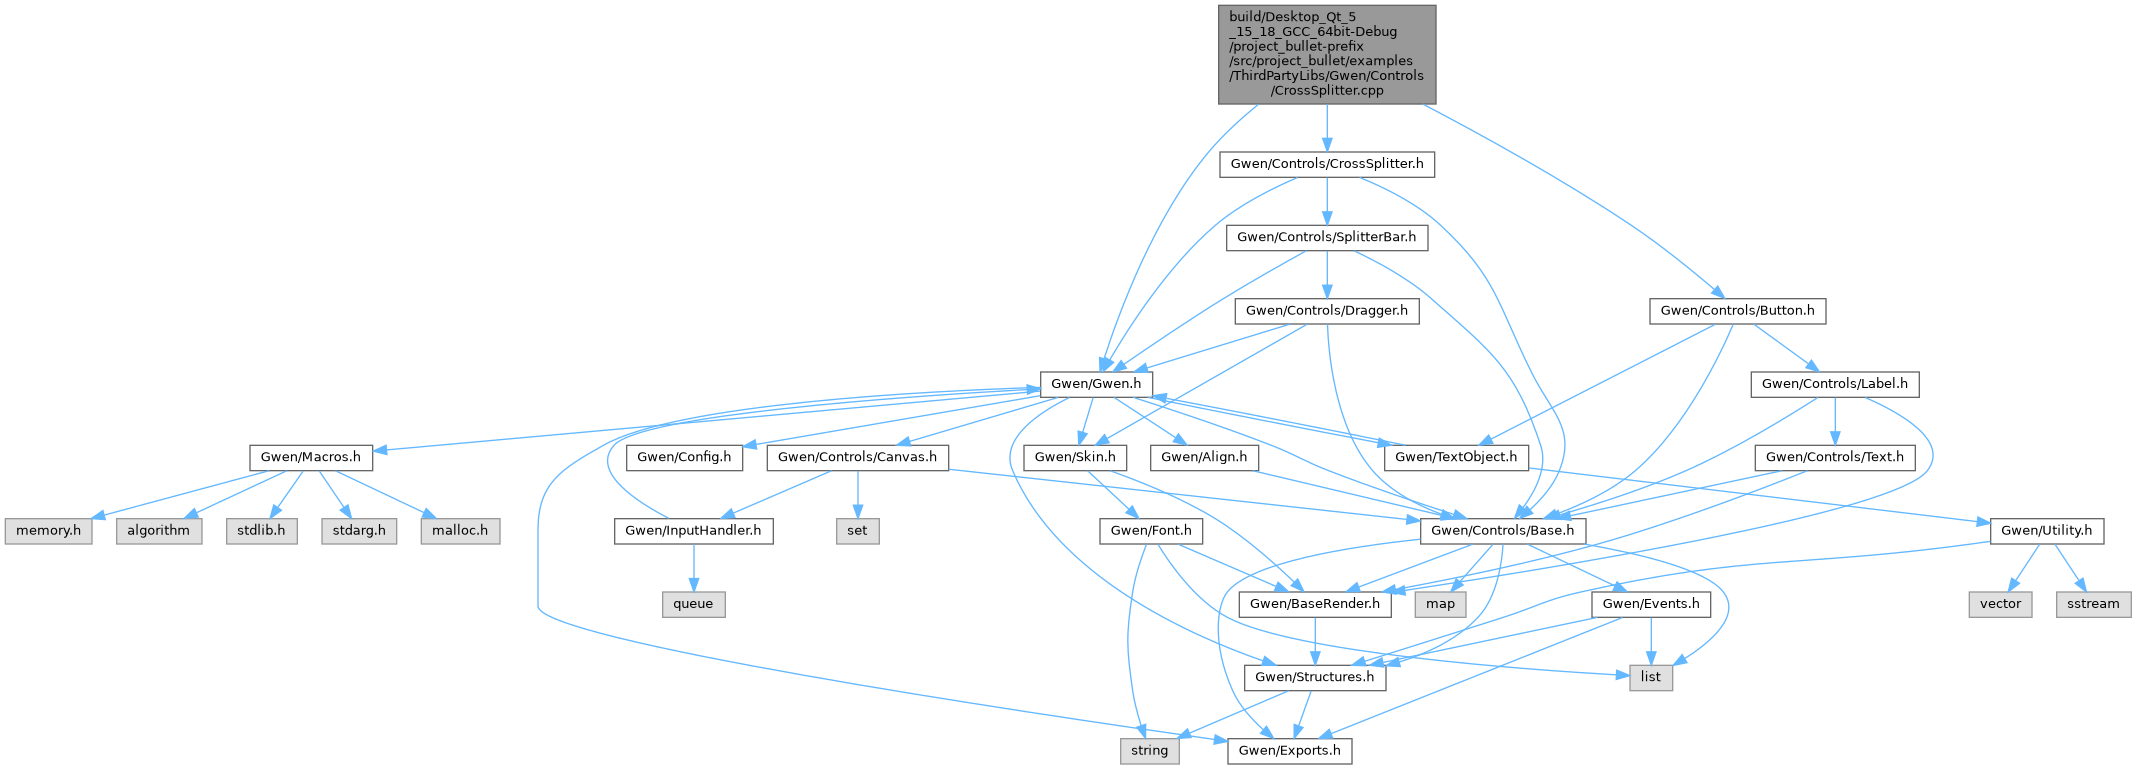 build/Desktop_Qt_5
_15_18_GCC_64bit-Debug
/project_bullet-prefix
/src/project_bullet/examples
/ThirdPartyLibs/Gwen/Controls
/CrossSplitter.cpp
Gwen/Controls/CrossSplitter.h
Gwen/Controls/SplitterBar.h
Gwen/Controls/Dragger.h
Gwen/Controls/Button.h
Gwen/Gwen.h
Gwen/Controls/Label.h
Gwen/Macros.h
Gwen/Config.h
Gwen/Controls/Canvas.h
Gwen/Skin.h
Gwen/Align.h
Gwen/TextObject.h
Gwen/Controls/Text.h
memory.h
algorithm
stdlib.h
stdarg.h
malloc.h
Gwen/InputHandler.h
set
Gwen/Font.h
Gwen/Controls/Base.h
Gwen/Utility.h
queue
Gwen/BaseRender.h
map
Gwen/Events.h
vector
sstream
Gwen/Structures.h
list
string
Gwen/Exports.h